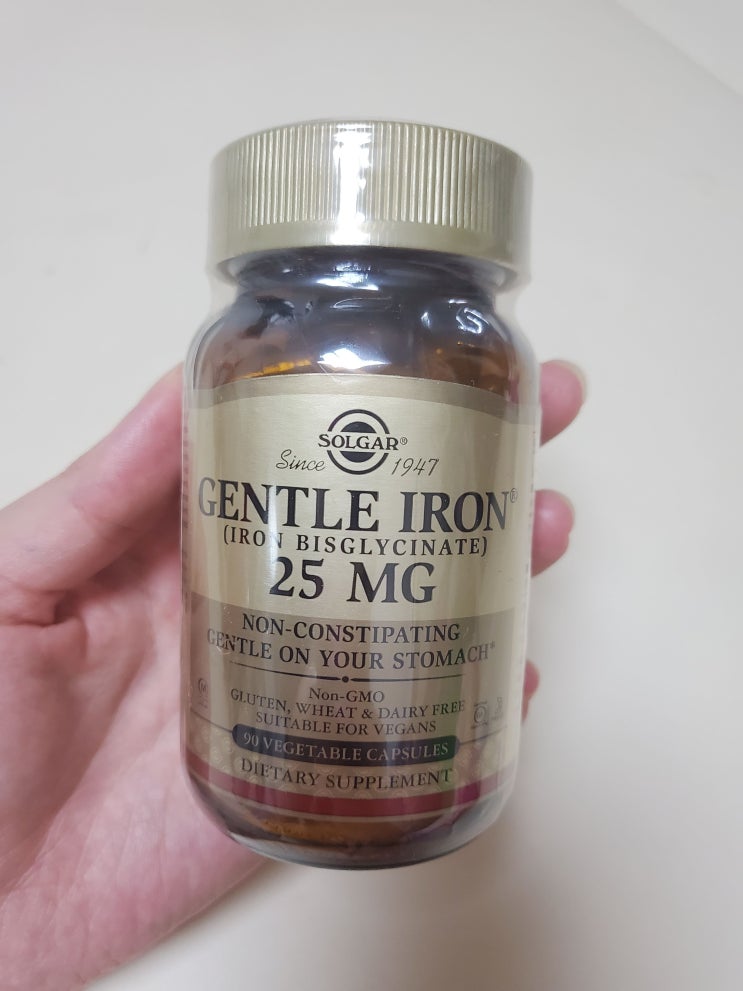 SOLGAR®
Since 1947
GENTLE IRON®
(IRON BISGLYCINATE)
25 MG
NON-CONSTIPATING
GENTLE ON YOUR STOMACH*
Non-GMO
GLUTEN, WHEAT & DAIRY FREE
SUITABLE FOR VEGANS
90 VEGETABLE CAPSULES
DIETARY SUPPLEMENT